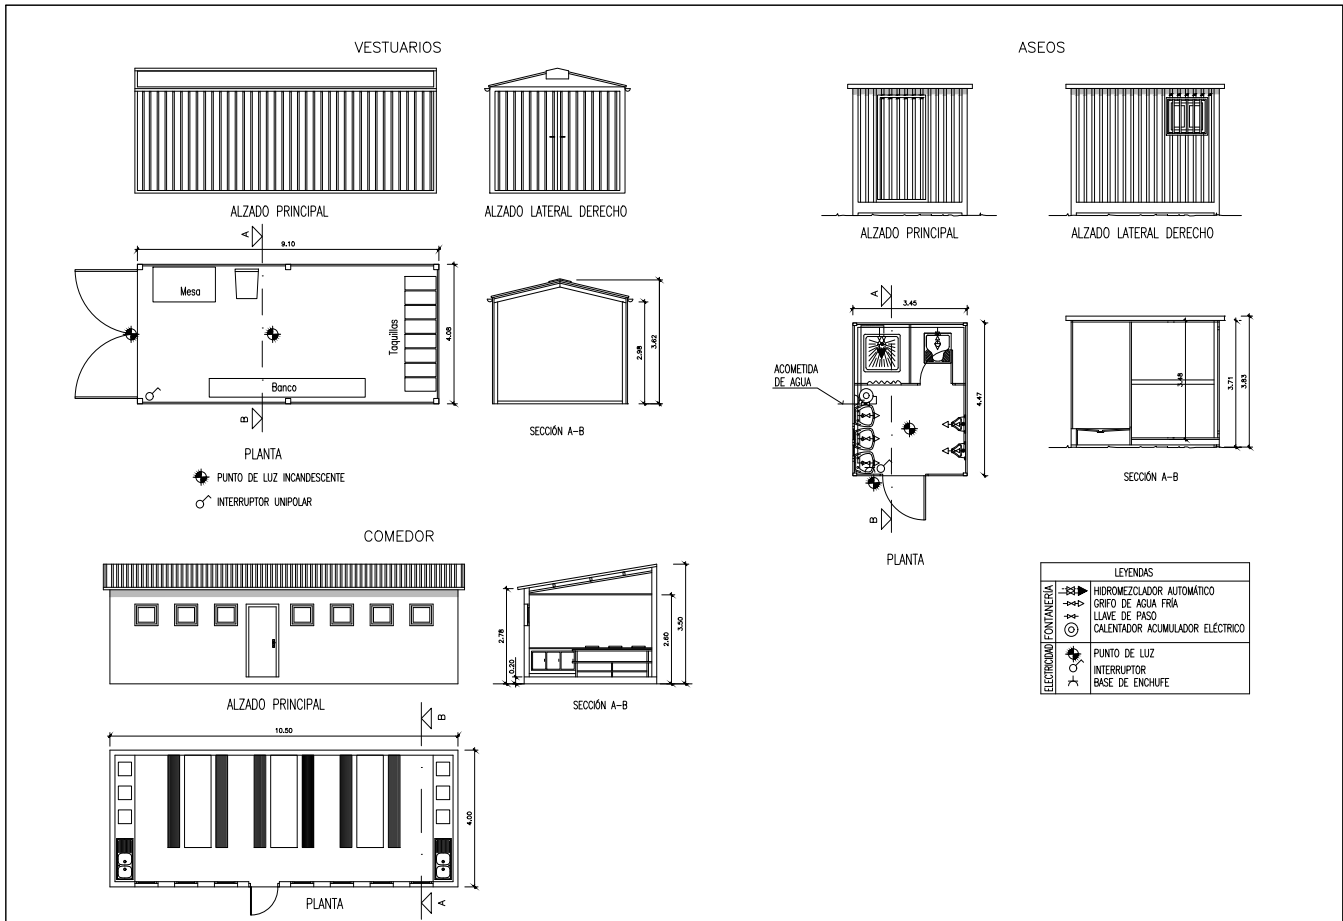 VESTUARIOS
ALZADO PRINCIPAL
ALZADO LATERAL DERECHO
A
9.10
Mesa
Taquillas
4.08
Banco
B
PLANTA
2.98
3.62
SECCIÓN A-B
PUNTO DE LUZ INCANDESCENTE
INTERRUPTOR UNIPOLAR
ASEOS
ALZADO PRINCIPAL
ALZADO LATERAL DERECHO
A
3.45
ACOMETIDA
DE AGUA
4.47
B
PLANTA
3.48
3.71
3.83
SECCIÓN A-B
COMEDOR
ALZADO PRINCIPAL
2.78
0.20
2.60
3.50
SECCIÓN A-B
B
10.50
4.00
A
PLANTA
LEYENDAS
FONTANERÍA
HIDROMEZCLADOR AUTOMÁTICO
GRIFO DE AGUA FRÍA
LLAVE DE PASO
CALENTADOR ACUMULADOR ELÉCTRICO
ELECTRICIDAD
PUNTO DE LUZ
INTERRUPTOR
BASE DE ENCHUFE